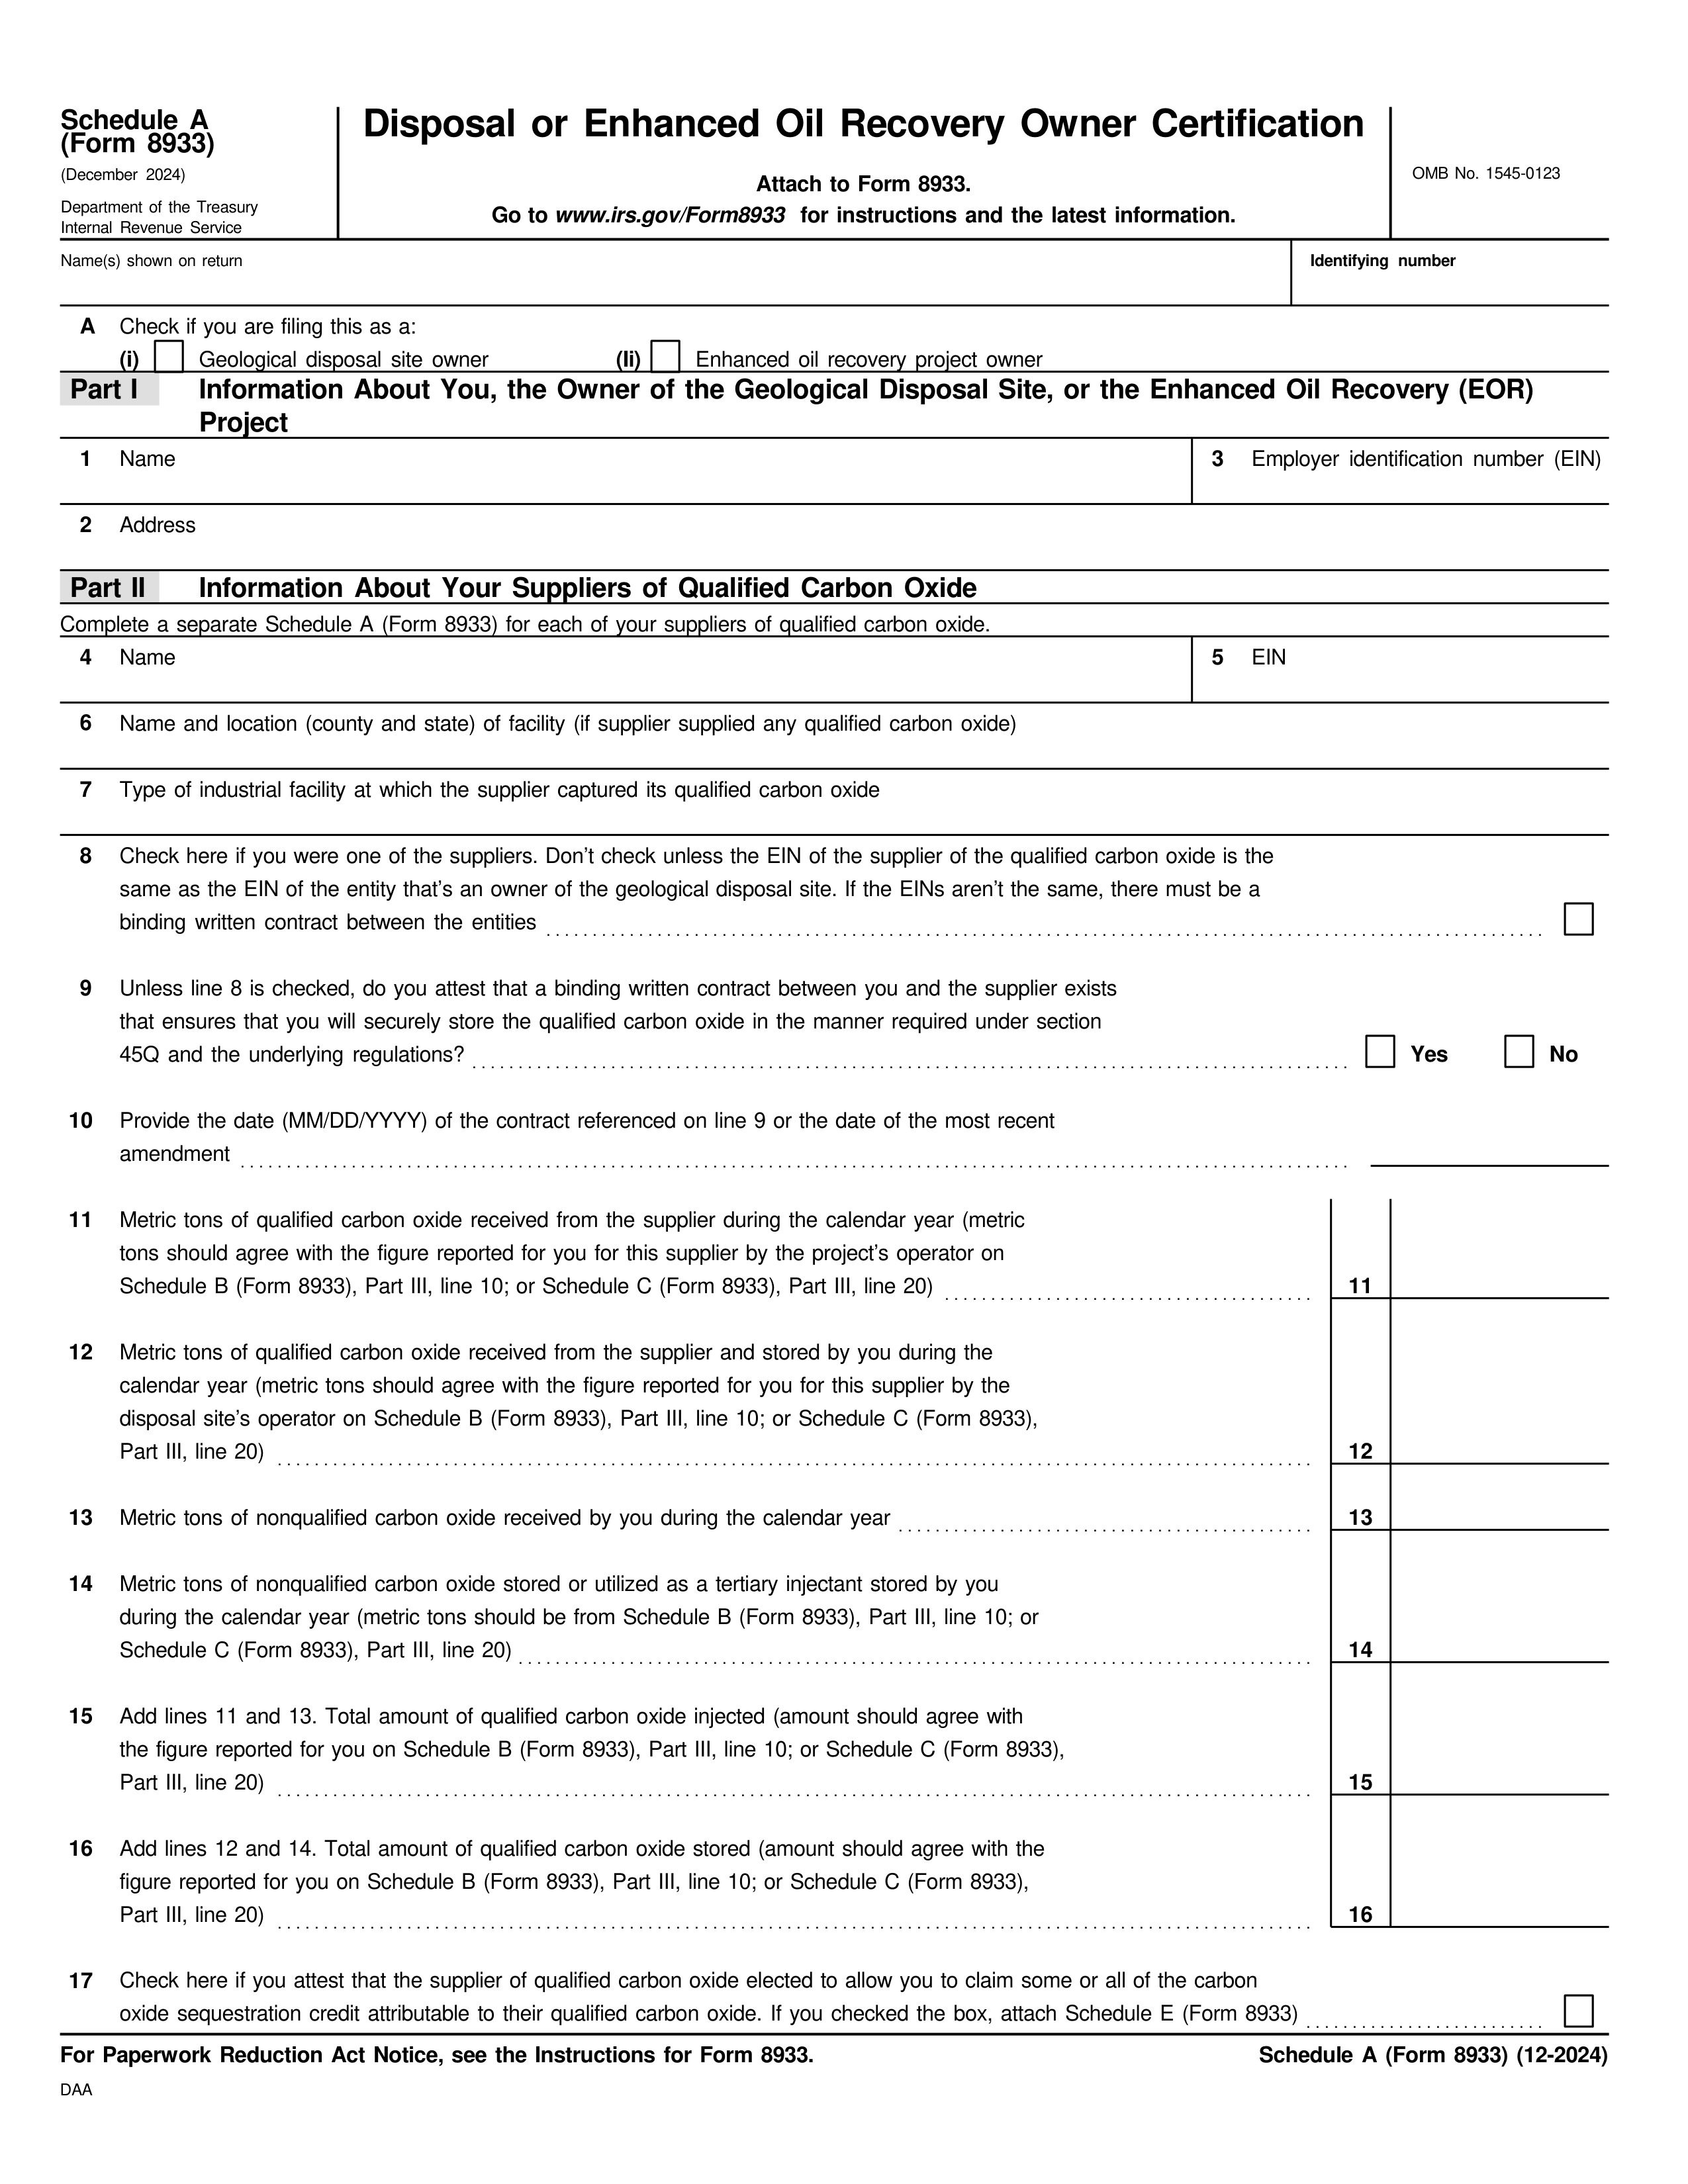 Schedule A
(Form 8933)
(December 2024)
Department of the Treasury
Internal Revenue Service
Disposal or Enhanced Oil Recovery Owner Certification
Attach to Form 8933.
Go to www.irs.gov/Form8933 for instructions and the latest information.
OMB No. 1545-0123
Name(s) shown on return
Identifying number
A Check if you are filing this as a:
(i) Geological disposal site owner (Ii) Enhanced oil recovery project owner
Part I Information About You, the Owner of the Geological Disposal Site, or the Enhanced Oil Recovery (EOR)
Project
1 Name 3 Employer identification number (EIN)
2 Address
Part II Information About Your Suppliers of Qualified Carbon Oxide
Complete a separate Schedule A (Form 8933) for each of your suppliers of qualified carbon oxide.
4 Name 5 EIN
6 Name and location (county and state) of facility (if supplier supplied any qualified carbon oxide)
7 Type of industrial facility at which the supplier captured its qualified carbon oxide
8 Check here if you were one of the suppliers. Don't check unless the EIN of the supplier of the qualified carbon oxide is the
same as the EIN of the entity that's an owner of the geological disposal site. If the EINs aren't the same, there must be a
binding written contract between the entities
9 Unless line 8 is checked, do you attest that a binding written contract between you and the supplier exists
that ensures that you will securely store the qualified carbon oxide in the manner required under section
45Q and the underlying regulations? Yes No
10 Provide the date (MM/DD/YYYY) of the contract referenced on line 9 or the date of the most recent
amendment
11 Metric tons of qualified carbon oxide received from the supplier during the calendar year (metric
tons should agree with the figure reported for you for this supplier by the project's operator on
Schedule B (Form 8933), Part III, line 10; or Schedule C (Form 8933), Part III, line 20) 11
12 Metric tons of qualified carbon oxide received from the supplier and stored by you during the
calendar year (metric tons should agree with the figure reported for you for this supplier by the
disposal site's operator on Schedule B (Form 8933), Part III, line 10; or Schedule C (Form 8933),
Part III, line 20) 12
13 Metric tons of nonqualified carbon oxide received by you during the calendar year 13
14 Metric tons of nonqualified carbon oxide stored or utilized as a tertiary injectant stored by you
during the calendar year (metric tons should be from Schedule B (Form 8933), Part III, line 10; or
Schedule C (Form 8933), Part III, line 20) 14
15 Add lines 11 and 13. Total amount of qualified carbon oxide injected (amount should agree with
the figure reported for you on Schedule B (Form 8933), Part III, line 10; or Schedule C (Form 8933),
Part III, line 20) 15
16 Add lines 12 and 14. Total amount of qualified carbon oxide stored (amount should agree with the
figure reported for you on Schedule B (Form 8933), Part III, line 10; or Schedule C (Form 8933),
Part III, line 20) 16
17 Check here if you attest that the supplier of qualified carbon oxide elected to allow you to claim some or all of the carbon
oxide sequestration credit attributable to their qualified carbon oxide. If you checked the box, attach Schedule E (Form 8933)
For Paperwork Reduction Act Notice, see the Instructions for Form 8933. Schedule A (Form 8933) (12-2024)
DAA